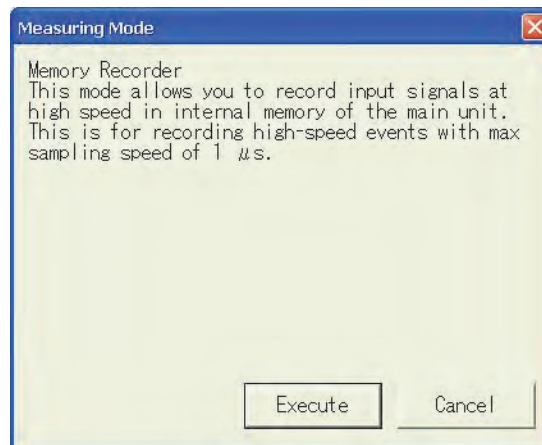 Measuring Mode
Memory Recorder
This mode allows you to record input signals at
high speed in internal memory of the main unit.
This is for recording high-speed events with max
sampling speed of 1 μs.
Execute
Cancel